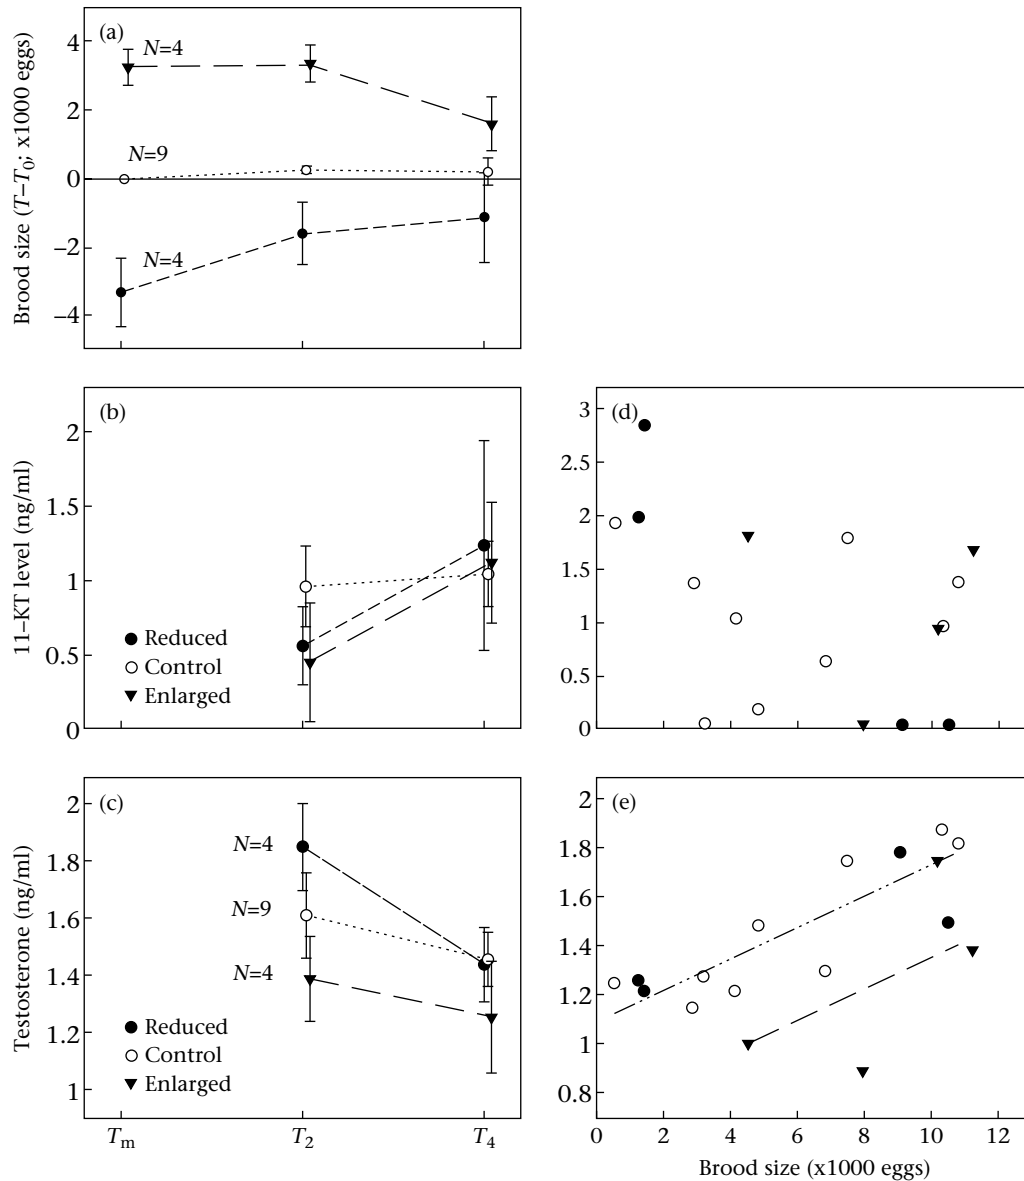 (a)
Brood size (T–T0; x1000 eggs)
4
2
0
–2
–4
N=4
N=9
N=4
(b)
11–KT level (ng/ml)
2
1.5
1
0.5
0
Reduced
Control
Enlarged
(d)
3
2.5
2
1.5
1
0.5
0
(c)
Testosterone (ng/ml)
2
1.8
1.6
1.4
1.2
1
N=4
N=9
N=4
Reduced
Control
Enlarged
Tm T2 T4
(e)
2
1.8
1.6
1.4
1.2
1
0.8
0 2 4 6 8 10 12
Brood size (x1000 eggs)